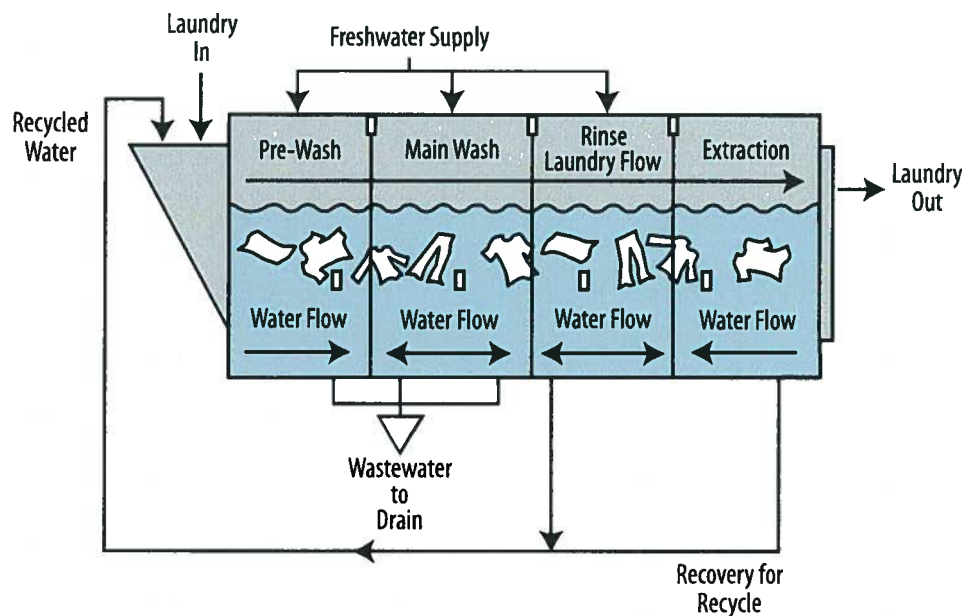 Laundry
In
Freshwater Supply
Recycled
Water
Pre-Wash
Main Wash
Rinse
Laundry Flow
Extraction
Laundry
Out
Water Flow
Water Flow
Water Flow
Water Flow
Wastewater
to
Drain
Recovery for
Recycle